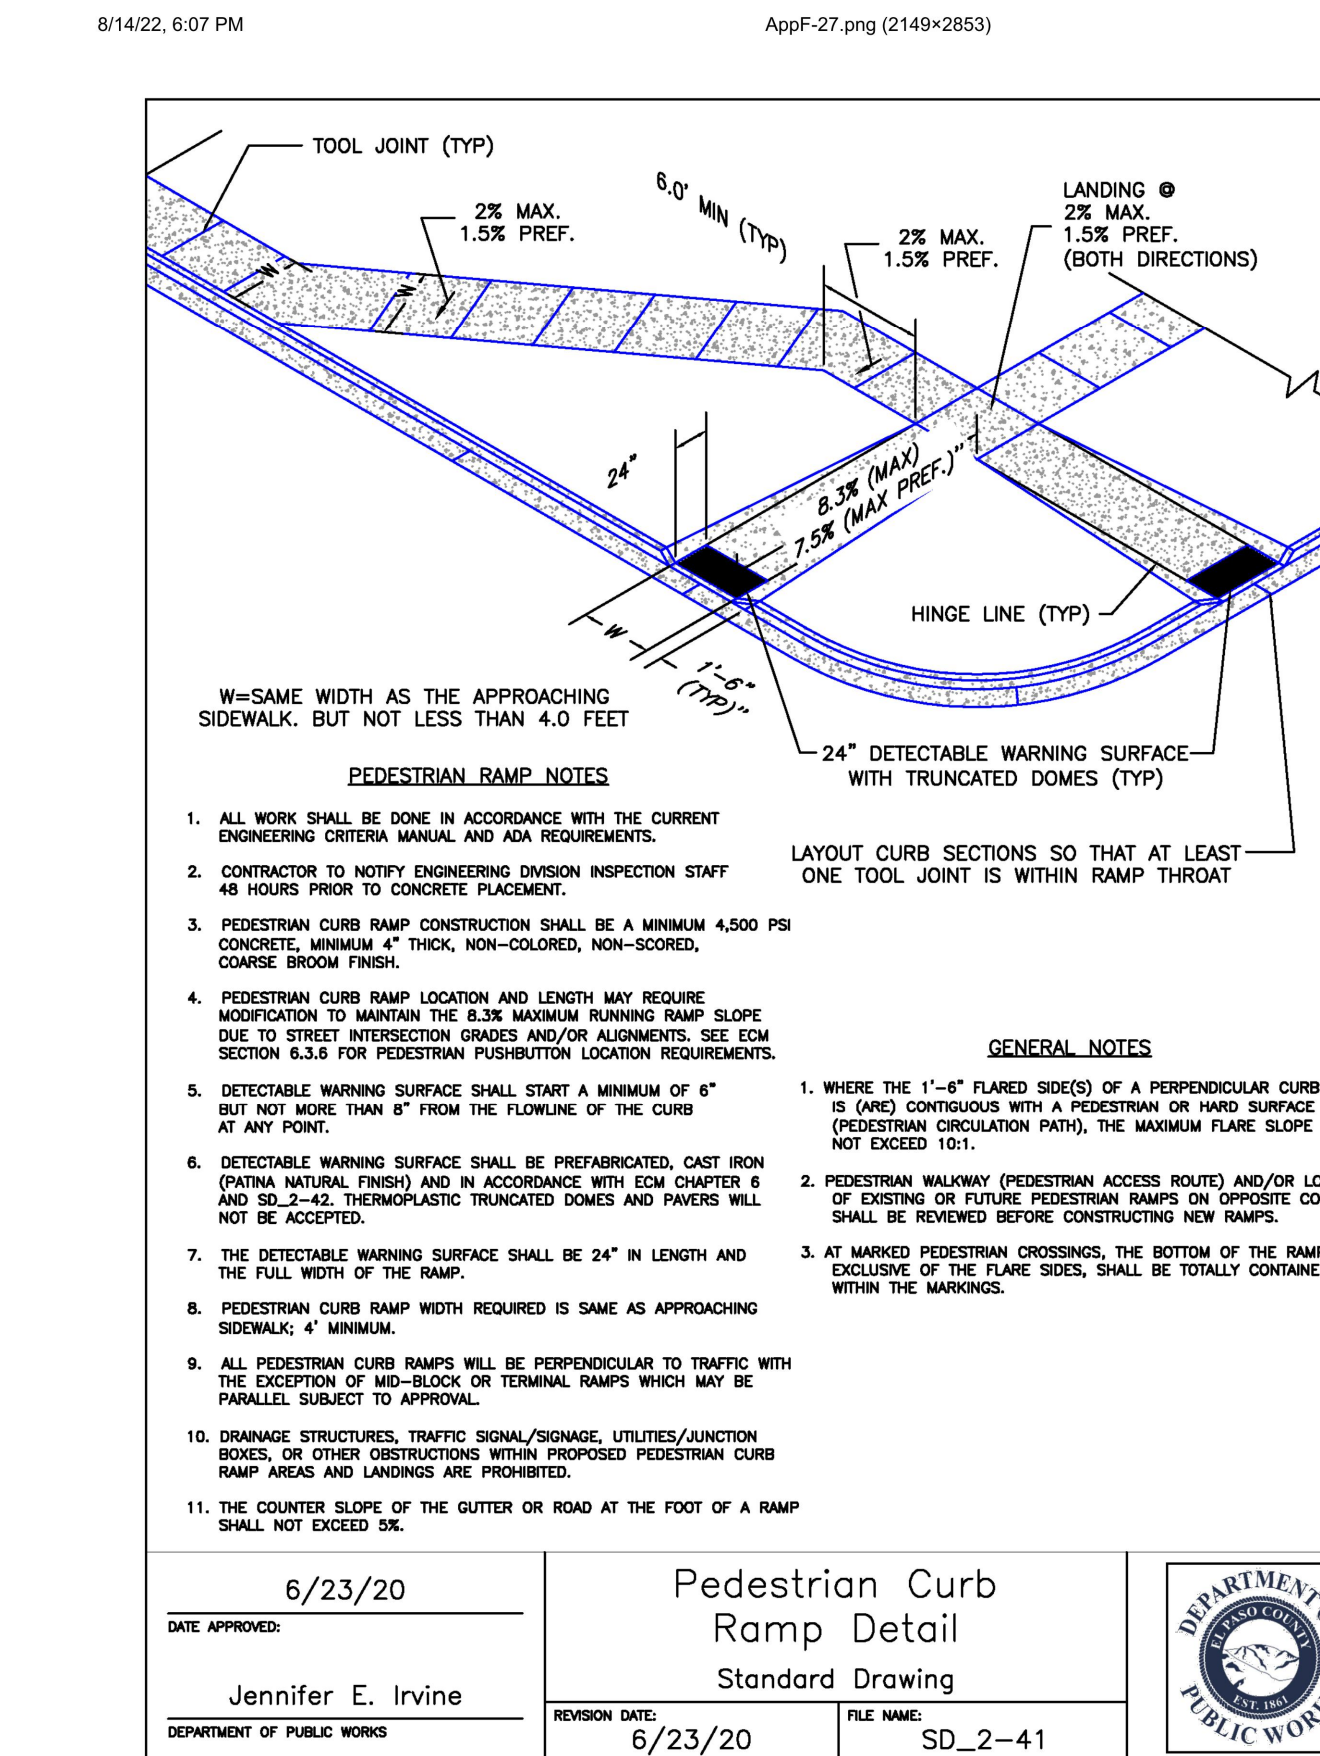 8/14/22, 6:07 PM
AppF-27.png (2149×2853)
TOOL JOINT (TYP)
2% MAX.
1.5% PREF.
6.0' MIN (TYP)
2% MAX.
1.5% PREF.
LANDING @
2% MAX.
1.5% PREF.
(BOTH DIRECTIONS)
W
W
24"
8.3% (MAX)
7.5% (MAX PREF.)"
HINGE LINE (TYP)
W
1'-6"
(TYP)"
W=SAME WIDTH AS THE APPROACHING
SIDEWALK. BUT NOT LESS THAN 4.0 FEET
24" DETECTABLE WARNING SURFACE
WITH TRUNCATED DOMES (TYP)
LAYOUT CURB SECTIONS SO THAT AT LEAST
ONE TOOL JOINT IS WITHIN RAMP THROAT
PEDESTRIAN RAMP NOTES
1. ALL WORK SHALL BE DONE IN ACCORDANCE WITH THE CURRENT
ENGINEERING CRITERIA MANUAL AND ADA REQUIREMENTS.
2. CONTRACTOR TO NOTIFY ENGINEERING DIVISION INSPECTION STAFF
48 HOURS PRIOR TO CONCRETE PLACEMENT.
3. PEDESTRIAN CURB RAMP CONSTRUCTION SHALL BE A MINIMUM 4,500 PSI
CONCRETE, MINIMUM 4" THICK, NON-COLORED, NON-SCORED,
COARSE BROOM FINISH.
4. PEDESTRIAN CURB RAMP LOCATION AND LENGTH MAY REQUIRE
MODIFICATION TO MAINTAIN THE 8.3% MAXIMUM RUNNING RAMP SLOPE
DUE TO STREET INTERSECTION GRADES AND/OR ALIGNMENTS. SEE ECM
SECTION 6.3.6 FOR PEDESTRIAN PUSHBUTTON LOCATION REQUIREMENTS.
5. DETECTABLE WARNING SURFACE SHALL START A MINIMUM OF 6"
BUT NOT MORE THAN 8" FROM THE FLOWLINE OF THE CURB
AT ANY POINT.
6. DETECTABLE WARNING SURFACE SHALL BE PREFABRICATED, CAST IRON
(PATINA NATURAL FINISH) AND IN ACCORDANCE WITH ECM CHAPTER 6
AND SD_2-42. THERMOPLASTIC TRUNCATED DOMES AND PAVERS WILL
NOT BE ACCEPTED.
7. THE DETECTABLE WARNING SURFACE SHALL BE 24" IN LENGTH AND
THE FULL WIDTH OF THE RAMP.
8. PEDESTRIAN CURB RAMP WIDTH REQUIRED IS SAME AS APPROACHING
SIDEWALK; 4' MINIMUM.
9. ALL PEDESTRIAN CURB RAMPS WILL BE PERPENDICULAR TO TRAFFIC WITH
THE EXCEPTION OF MID-BLOCK OR TERMINAL RAMPS WHICH MAY BE
PARALLEL SUBJECT TO APPROVAL.
10. DRAINAGE STRUCTURES, TRAFFIC SIGNAL/SIGNAGE, UTILITIES/JUNCTION
BOXES, OR OTHER OBSTRUCTIONS WITHIN PROPOSED PEDESTRIAN CURB
RAMP AREAS AND LANDINGS ARE PROHIBITED.
11. THE COUNTER SLOPE OF THE GUTTER OR ROAD AT THE FOOT OF A RAMP
SHALL NOT EXCEED 5%.
GENERAL NOTES
1. WHERE THE 1'-6" FLARED SIDE(S) OF A PERPENDICULAR CURB
IS (ARE) CONTIGUOUS WITH A PEDESTRIAN OR HARD SURFACE
(PEDESTRIAN CIRCULATION PATH), THE MAXIMUM FLARE SLOPE
NOT EXCEED 10:1.
2. PEDESTRIAN WALKWAY (PEDESTRIAN ACCESS ROUTE) AND/OR
OF EXISTING OR FUTURE PEDESTRIAN RAMPS ON OPPOSITE
SHALL BE REVIEWED BEFORE CONSTRUCTING NEW RAMPS.
3. AT MARKED PEDESTRIAN CROSSINGS, THE BOTTOM OF THE
EXCLUSIVE OF THE FLARE SIDES, SHALL BE TOTALLY
WITHIN THE MARKINGS.
6/23/20
DATE APPROVED:
Jennifer E. Irvine
DEPARTMENT OF PUBLIC WORKS
Pedestrian Curb
Ramp Detail
Standard Drawing
REVISION DATE:
6/23/20
FILE NAME:
SD_2-41
DEPARTMENT
EL PASO COUNTY
EST. 1861
PUBLIC